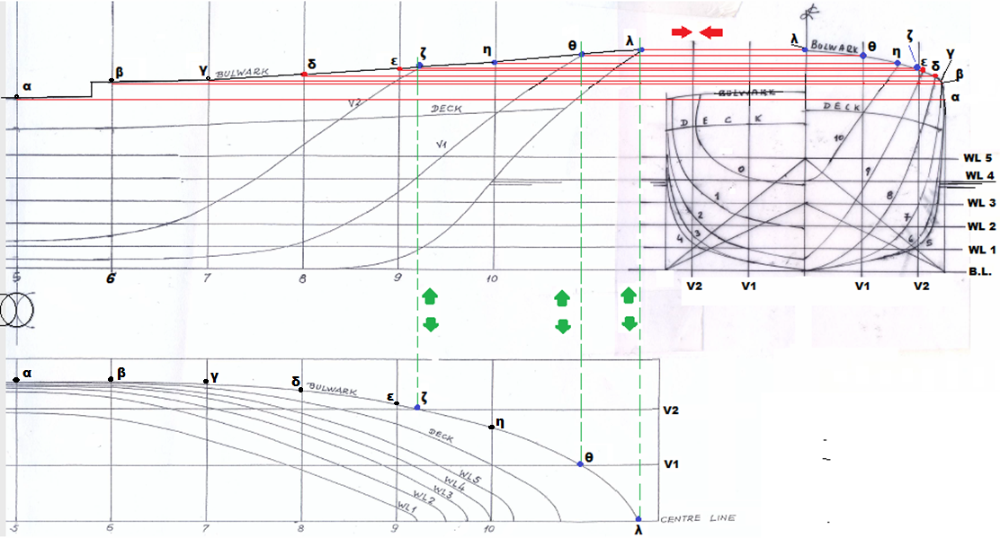 λ
θ
η
ζ
ε
δ
γ
β
α
BULWARK
V2
V1
DECK
5 6 7 8 9 10
λ BULWARK θ
ζ
η ε δ γ
β
α
BULWARK
DECK
D E C K
10
0 9
1 8
2 7
3 6
4 5
WL 5
WL 4
WL 3
WL 2
WL 1
B.L.
V2 V1 V1 V2
α β γ δ BULWARK ε ζ
V2
η
DECK
θ V1
WL5
WL4
WL3
WL2
WL1
5 6 7 8 9 10 λ CENTRE LINE